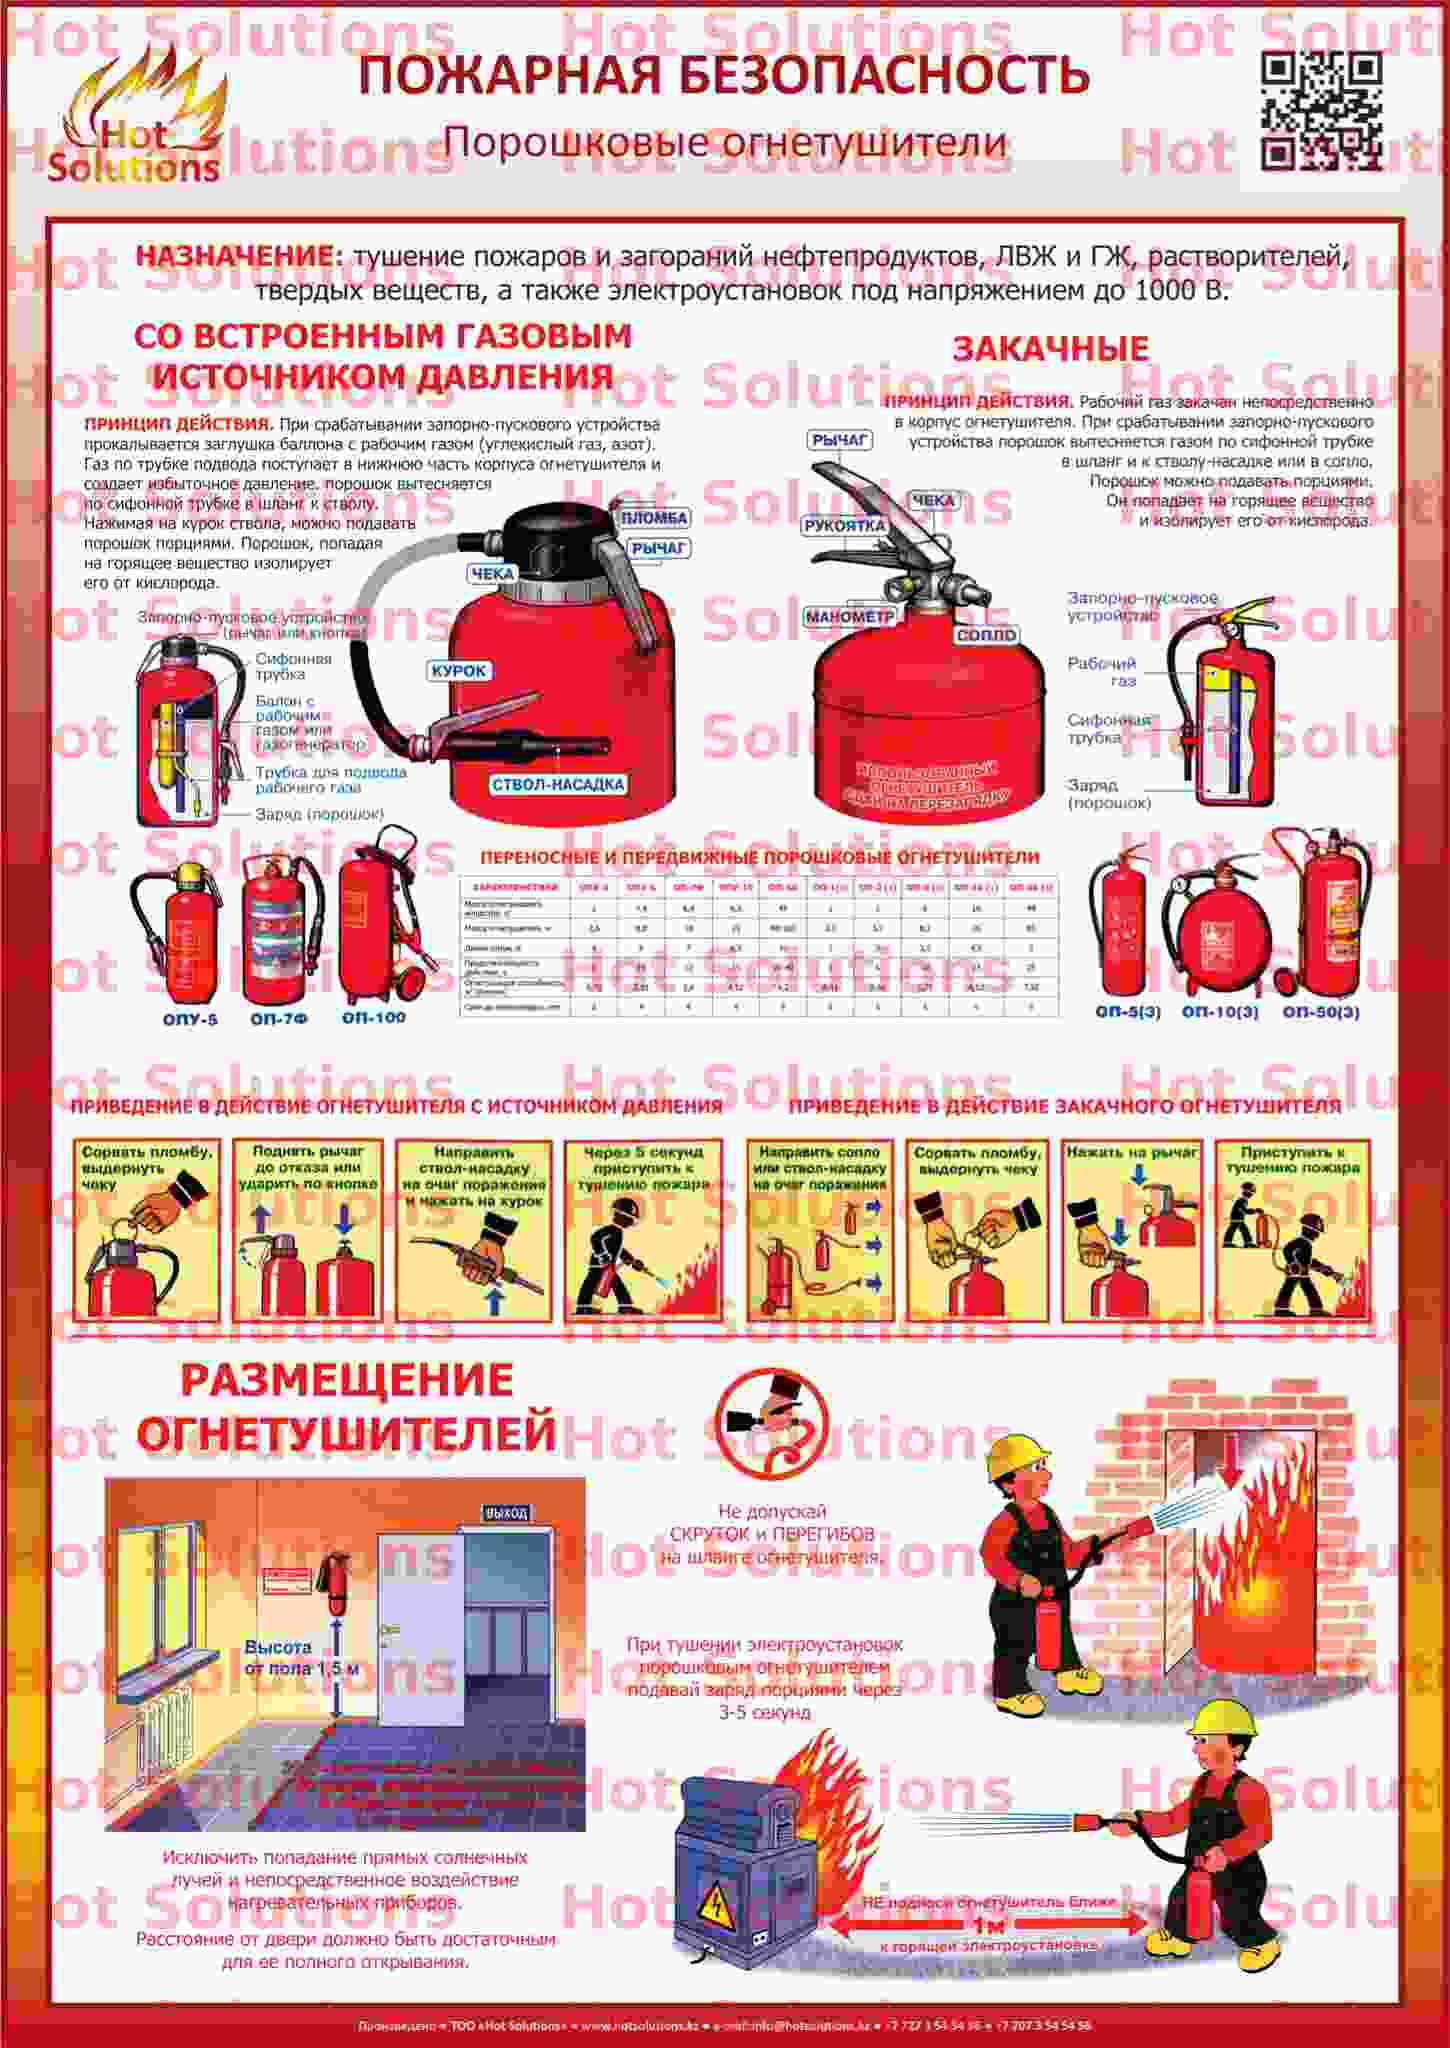 Hot Solutions
ПОЖАРНАЯ БЕЗОПАСНОСТЬ
Порошковые огнетушители
НАЗНАЧЕНИЕ: тушение пожаров и загораний нефтепродуктов, ЛВЖ и ГЖ, растворителей,
твердых веществ, а также электроустановок под напряжением до 1000 В.
СО ВСТРОЕННЫМ ГАЗОВЫМ
ИСТОЧНИКОМ ДАВЛЕНИЯ
ПРИНЦИП ДЕЙСТВИЯ. При срабатывании запорно-пускового устройства
прокалывается заглушка баллона с рабочим газом (углекислый газ, азот).
Газ по трубке подвода поступает в нижнюю часть корпуса огнетушителя и
создает избыточное давление. порошок вытесняется
по сифонной трубке в шланг к стволу.
Нажимая на курок ствола, можно подавать
порошок порциями. Порошок, попадая
на горящее вещество изолирует
его от кислорода.
Запорно-пусковое устройство
(рычаг или кнопка)
Сифонная
трубка
Балон с
рабочим
газом или
газогенератор
Трубка для подвода
рабочего газа
Заряд (порошок)
ПЛОМБА
РЫЧАГ
ЧЕКА
КУРОК
СТВОЛ-НАСАДКА
ЗАКАЧНЫЕ
ПРИНЦИП ДЕЙСТВИЯ. Рабочий газ закачан непосредственно
в корпус огнетушителя. При срабатывании запорно-пускового
устройства порошок вытесняется газом по сифонной трубке
в шланг и к стволу-насадке или в сопло.
Порошок можно подавать порциями.
Он попадает на горящее вещество
и изолирует его от кислорода.
РЫЧАГ
ЧЕКА
РУКОЯТКА
МАНОМЕТР
СОПЛО
ИСПОЛЬЗОВАННЫЙ
ОГНЕТУШИТЕЛЬ
СДАЙ НА ПЕРЕЗАРЯДКУ
Запорно-пусковое
устройство
Рабочий
газ
Сифонная
трубка
Заряд
(порошок)
ОПУ-5
ОП-7Ф
ОП-100
ПЕРЕНОСНЫЕ И ПЕРЕДВИЖНЫЕ ПОРОШКОВЫЕ ОГНЕТУШИТЕЛИ
ХАРАКТЕРИСТИКИ
ОП-5(З)
ОП-10(З)
ОП-50(З)
ПРИВЕДЕНИЕ В ДЕЙСТВИЕ ОГНЕТУШИТЕЛЯ С ИСТОЧНИКОМ ДАВЛЕНИЯ
Сорвать пломбу,
выдернуть
чеку
Поднять рычаг
до отказа или
ударить по кнопке
Направить
ствол-насадку
на очаг поражения
и нажать на курок
Через 5 секунд
приступить к
тушению пожара
ПРИВЕДЕНИЕ В ДЕЙСТВИЕ ЗАКАЧНОГО ОГНЕТУШИТЕЛЯ
Направить сопло
или ствол-насадку
на очаг поражения
Сорвать пломбу,
выдернуть чеку
Нажать на рычаг
Приступить к
тушению пожара
РАЗМЕЩЕНИЕ
ОГНЕТУШИТЕЛЕЙ
ВЫХОД
Высота
от пола 1,5 м
Исключить попадание прямых солнечных
лучей и непосредственное воздействие
нагревательных приборов.
Расстояние от двери должно быть достаточным
для ее полного открывания.
Не допускай
СКРУТОК и ПЕРЕГИБОВ
на шланге огнетушителя.
При тушении электроустановок
порошковым огнетушителем
подавай заряд порциями через
3-5 секунд
НЕ подноси огнетушитель ближе
1м
к горящей электроустановке
Произведено • ТОО «Hot Solutions» • www.hotsolutions.kz • e-mail:info@hotsolutions.kz • +7 727 3 54 54 56 • +7 707 3 54 54 56